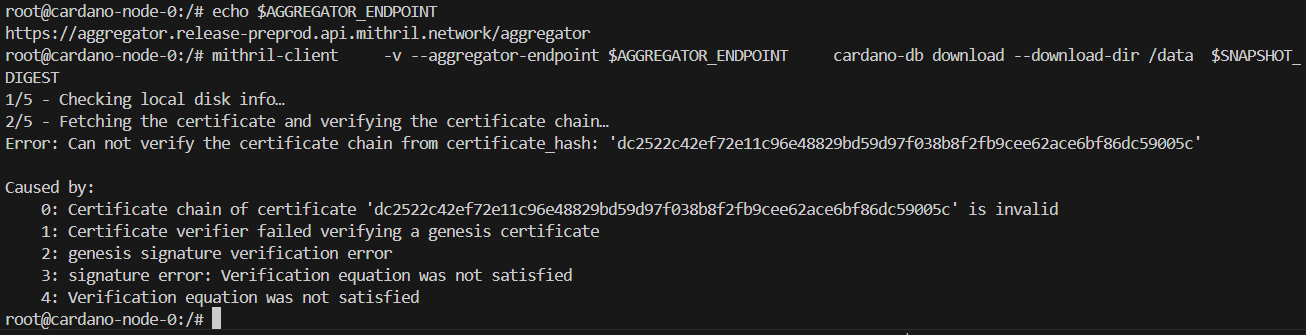 root@cardano-node-0:/# echo $AGGREGATOR_ENDPOINT
https://aggregator.release-preprod.api.mithril.network/aggregator
root@cardano-node-0:/# mithril-client     -v --aggregator-endpoint $AGGREGATOR_ENDPOINT     cardano-db download --download-dir /data  $SNAPSHOT_
DIGEST
1/5 - Checking local disk info…
2/5 - Fetching the certificate and verifying the certificate chain…
Error: Can not verify the certificate chain from certificate_hash: 'dc2522c42ef72e11c96e48829bd59d97f038b8f2fb9cee62ace6bf86dc59005c'

Caused by:
    0: Certificate chain of certificate 'dc2522c42ef72e11c96e48829bd59d97f038b8f2fb9cee62ace6bf86dc59005c' is invalid
    1: Certificate verifier failed verifying a genesis certificate
    2: genesis signature verification error
    3: signature error: Verification equation was not satisfied
    4: Verification equation was not satisfied
root@cardano-node-0:/#